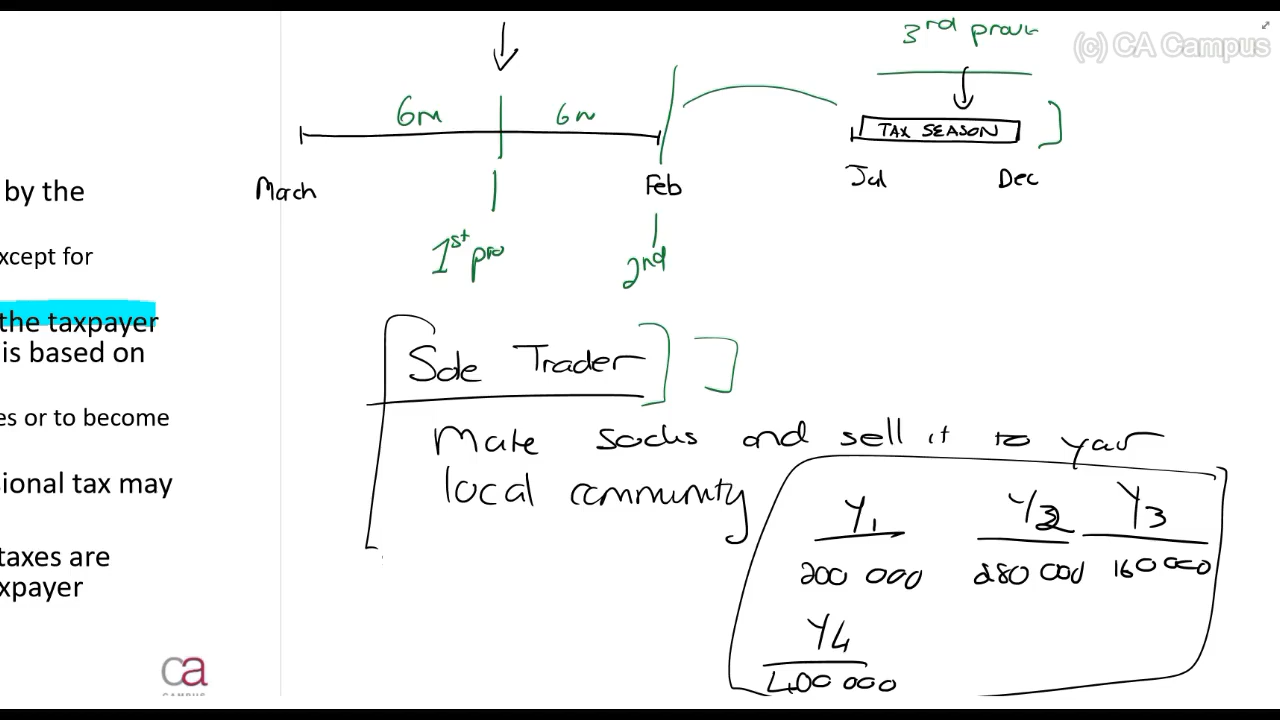 3rd prov
(c) CA Campus
6m 6m
TAX SEASON
March Feb Jul Dec
1st pro 2nd
by the
xcept for
the taxpayer
is based on
es or to become
sional tax may
taxes are
xpayer
Sole Trader
Make socks and sell it to your
local community
Y1 Y2 Y3
200 000 280 000 160 000
Y4
400 000
ca
CAMPUS